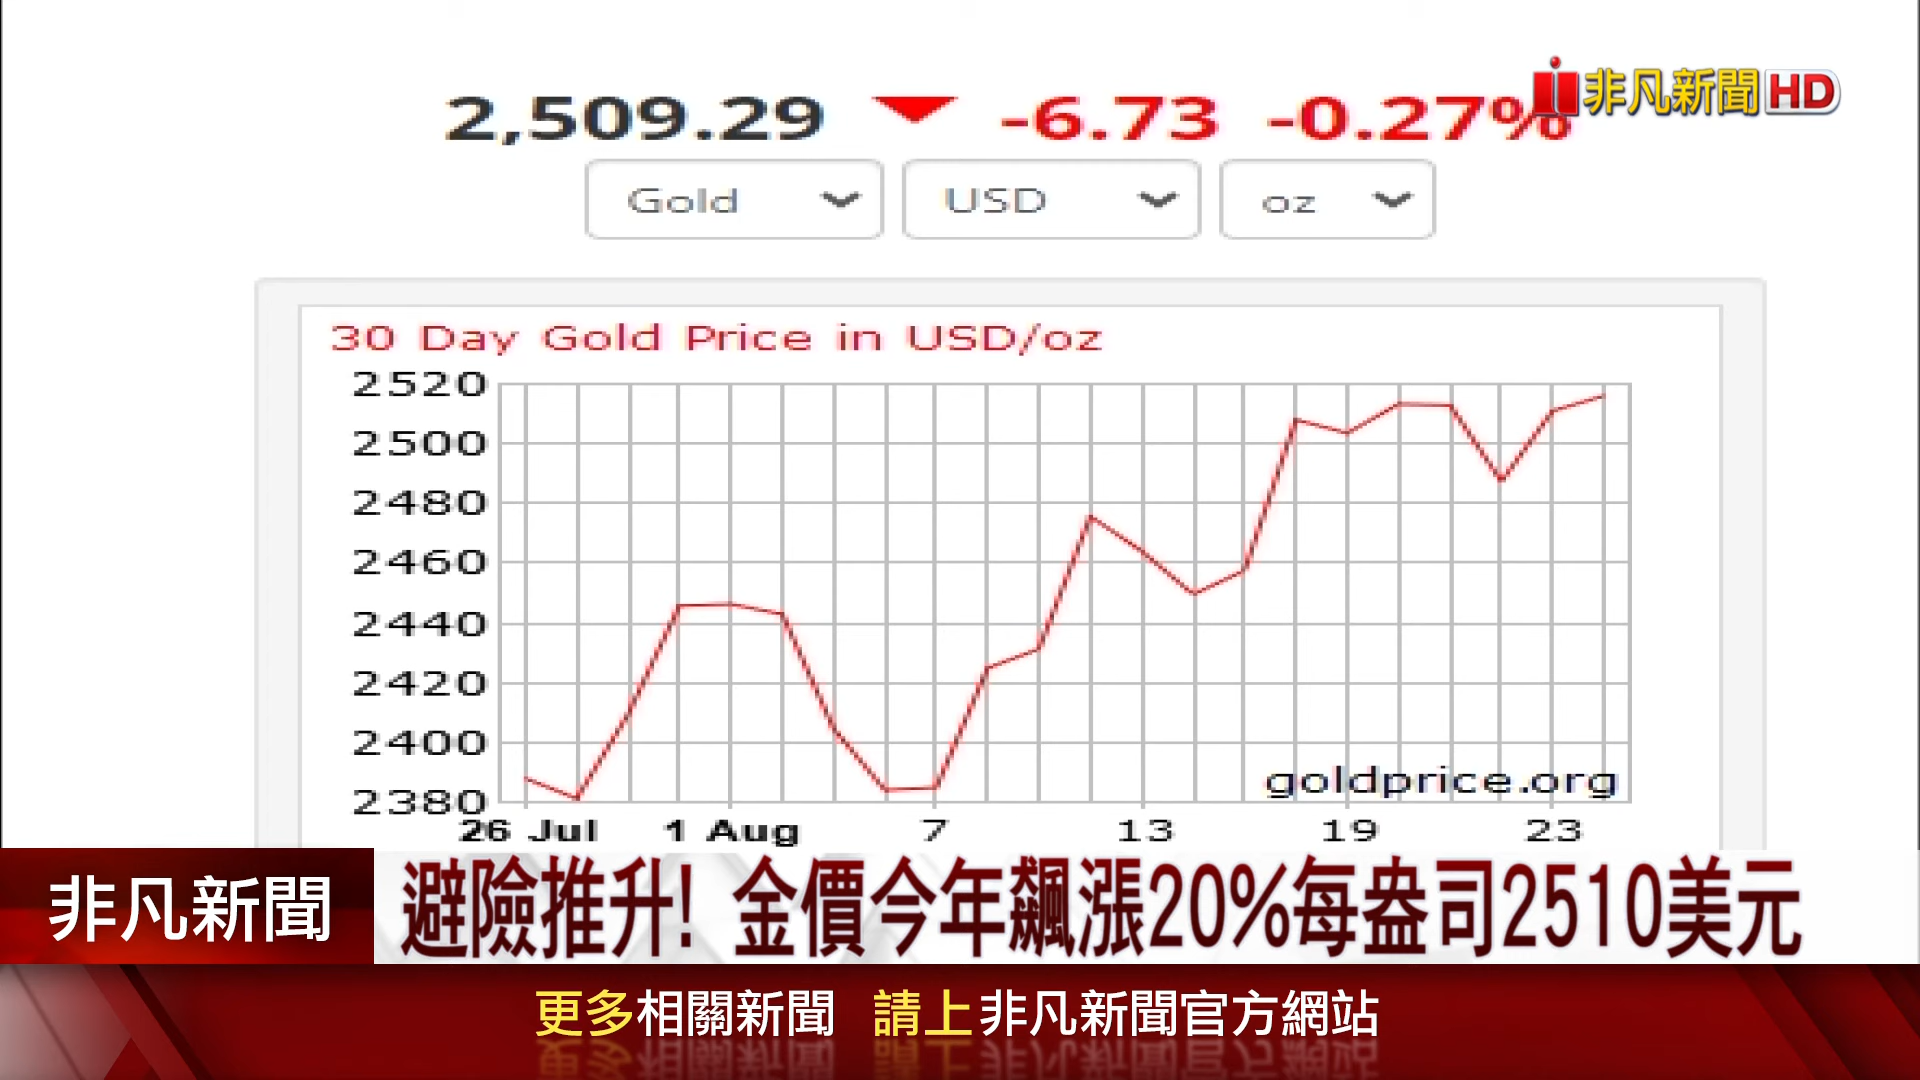 非凡新聞HD
2,509.29 -6.73 -0.27%
Gold USD oz
30 Day Gold Price in USD/oz
2520
2500
2480
2460
2440
2420
2400
2380
goldprice.org
26 Jul 1 Aug 7 13 19 23
非凡新聞 避險推升! 金價今年飆漲20%每盎司2510美元
更多相關新聞 請上非凡新聞官方網站